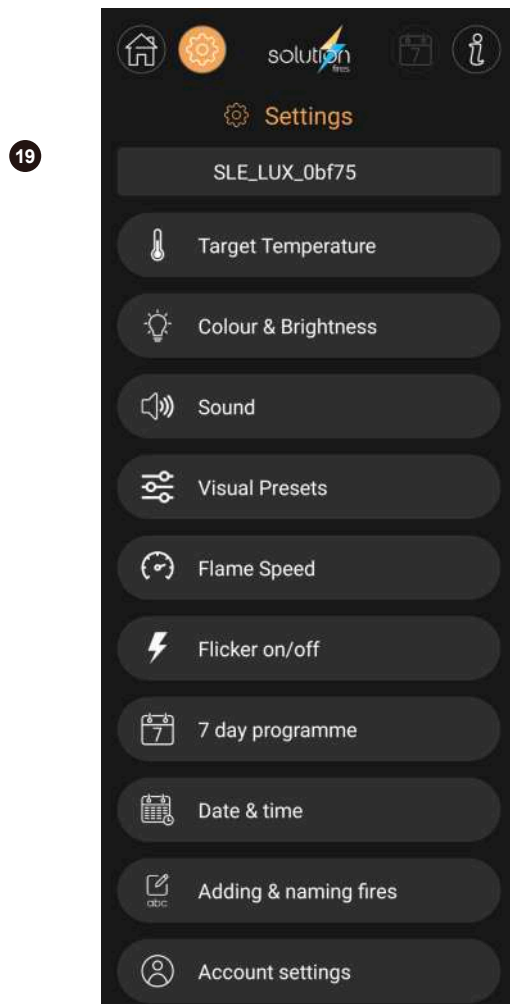 solution
fires
7
i
Settings
19
SLE_LUX_0bf75
Target Temperature
Colour & Brightness
Sound
Visual Presets
Flame Speed
Flicker on/off
7
7 day programme
Date & time
abc
Adding & naming fires
Account settings